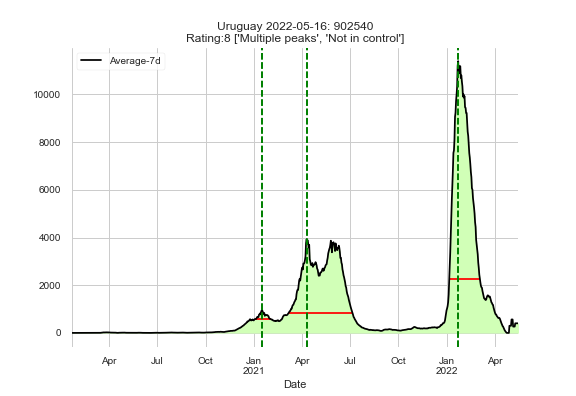 Uruguay 2022-05-16: 902540
Rating:8 ['Multiple peaks', 'Not in control']
Average-7d
10000
8000
6000
4000
2000
0
Apr Jul Oct Jan Apr Jul Oct Jan Apr
2021 2022
Date